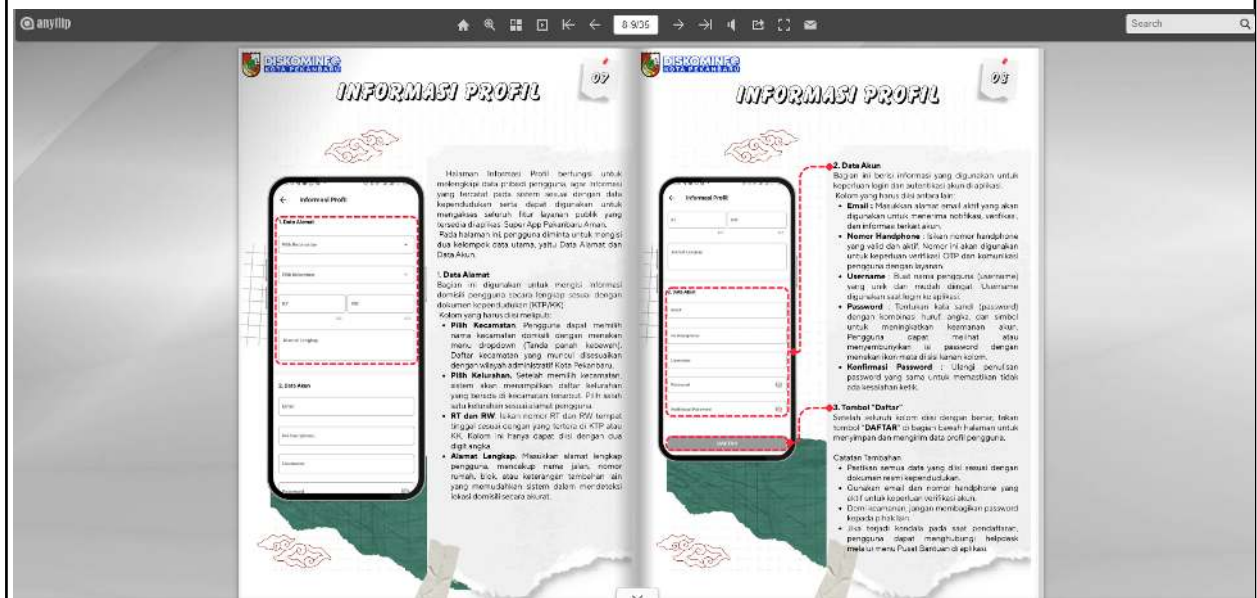 anyflip
8-9/35
Search
DISKOMINFO
KOTA PEKANBARU
07
INFORMASI PROFIL
Halaman Informasi Profil berfungsi untuk
melengkapi data pribadi pengguna, agar informasi
yang tercatat pada sistem sesuai dengan data
kependudukan serta dapat digunakan untuk
mengakses seluruh fitur layanan publik yang
tersedia di aplikasi Super App Pekanbaru Aman.
Pada halaman ini, pengguna diminta untuk mengisi
dua kelompok data utama, yaitu Data Alamat dan
Data Akun.
1. Data Alamat
Bagian ini digunakan untuk mengisi informasi
domisili pengguna secara lengkap sesuai dengan
dokumen kependudukan (KTP/KK)
Kolom yang harus diisi meliputi:
• Pilih Kecamatan. Pengguna dapat memilih
nama kecamatan domisili dengan menekan
menu dropdown (Tanda panah kebawah).
Daftar kecamatan yang muncul disesuaikan
dengan wilayah administratif Kota Pekanbaru.
• Pilih Kelurahan. Setelah memilih kecamatan,
sistem akan menampilkan daftar kelurahan
yang berada di kecamatan tersebut. Pilih salah
satu kelurahan sesuai alamat pengguna.
• RT dan RW. Isikan nomor RT dan RW tempat
tinggal sesuai dengan yang tertera di KTP atau
KK. Kolom ini hanya dapat diisi dengan dua
digit angka.
• Alamat Lengkap. Masukkan alamat lengkap
pengguna, mencakup nama jalan, nomor
rumah, blok, atau keterangan tambahan lain
yang memudahkan sistem dalam mendeteksi
lokasi domisili secara akurat.
Informasi Profil
1. Data Alamat
Pilih Kecamatan
Pilih Kelurahan
RT
RW
Alamat Lengkap
2. Data Akun
Email
Username
Password
DISKOMINFO
KOTA PEKANBARU
08
INFORMASI PROFIL
Informasi Profil
RT
RW
Alamat Lengkap
2. Data Akun
Email
No Handphone
Username
Password
Konfirmasi Password
DAFTAR
2. Data Akun
Bagian ini berisi informasi yang digunakan untuk
keperluan login dan autentikasi akun di aplikasi.
Kolom yang harus diisi antara lain:
• Email : Masukkan alamat email aktif yang akan
digunakan untuk menerima notifikasi, verifikasi,
dan informasi terkait akun.
• Nomor Handphone : Isikan nomor handphone
yang valid dan aktif. Nomor ini akan digunakan
untuk keperluan verifikasi OTP dan komunikasi
pengguna dengan layanan.
• Username : Buat nama pengguna (username)
yang unik dan mudah diingat. Username
digunakan saat login ke aplikasi.
• Password : Tentukan kata sandi (password)
dengan kombinasi huruf, angka, dan simbol
untuk meningkatkan keamanan akun.
Pengguna dapat melihat atau
menyembunyikan isi password dengan
menekan ikon mata di sisi kanan kolom.
• Konfirmasi Password : Ulangi penulisan
password yang sama untuk memastikan tidak
ada kesalahan ketik.
3. Tombol "Daftar"
Setelah seluruh kolom diisi dengan benar, tekan
tombol "DAFTAR" di bagian bawah halaman untuk
menyimpan dan mengirim data profil pengguna.
Catatan Tambahan
• Pastikan semua data yang diisi sesuai dengan
dokumen resmi kependudukan.
• Gunakan email dan nomor handphone yang
aktif untuk keperluan verifikasi akun.
• Demi keamanan, jangan membagikan password
kepada pihak lain.
• Jika terjadi kendala pada saat pendaftaran,
pengguna dapat menghubungi helpdesk
melalui menu Pusat Bantuan di aplikasi